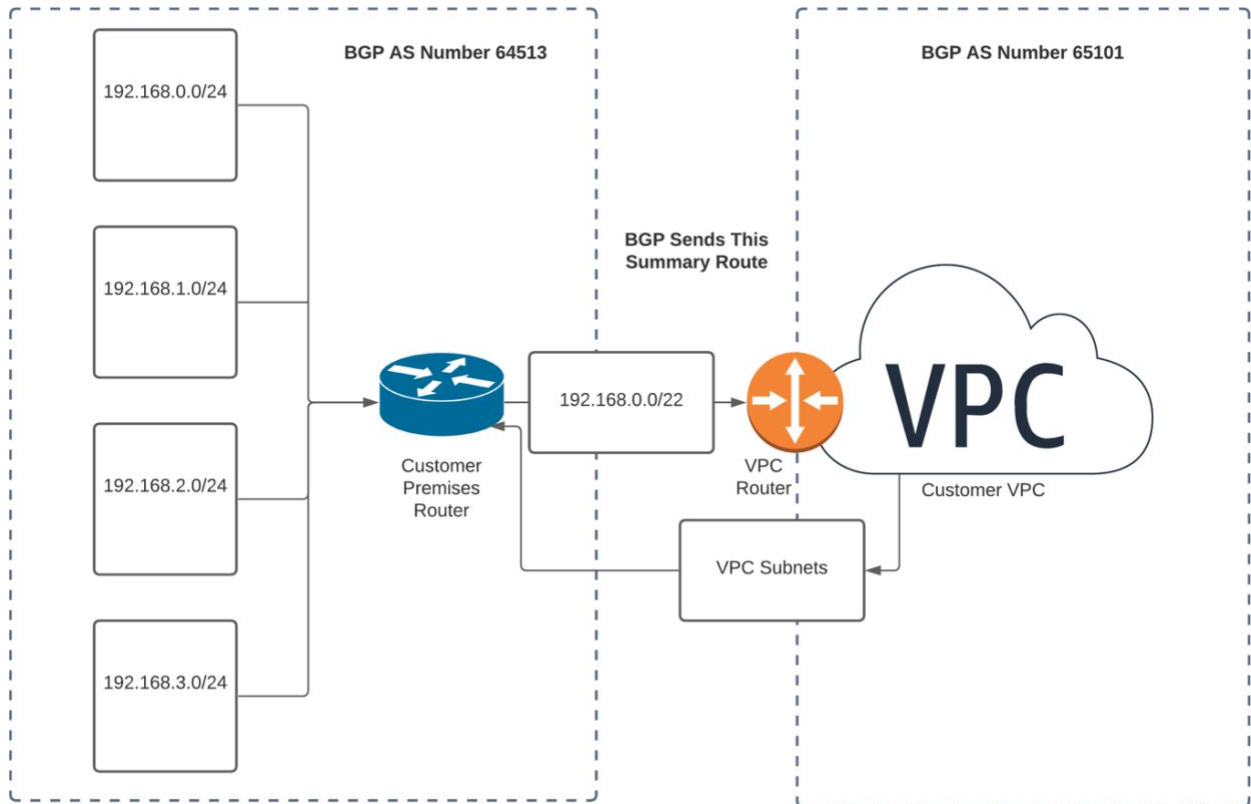 BGP AS Number 64513
BGP AS Number 65101
192.168.0.0/24
192.168.1.0/24
BGP Sends This
Summary Route
VPC
192.168.0.0/22
Customer
Premises
Router
VPC
Router
Customer VPC
192.168.2.0/24
VPC Subnets
192.168.3.0/24